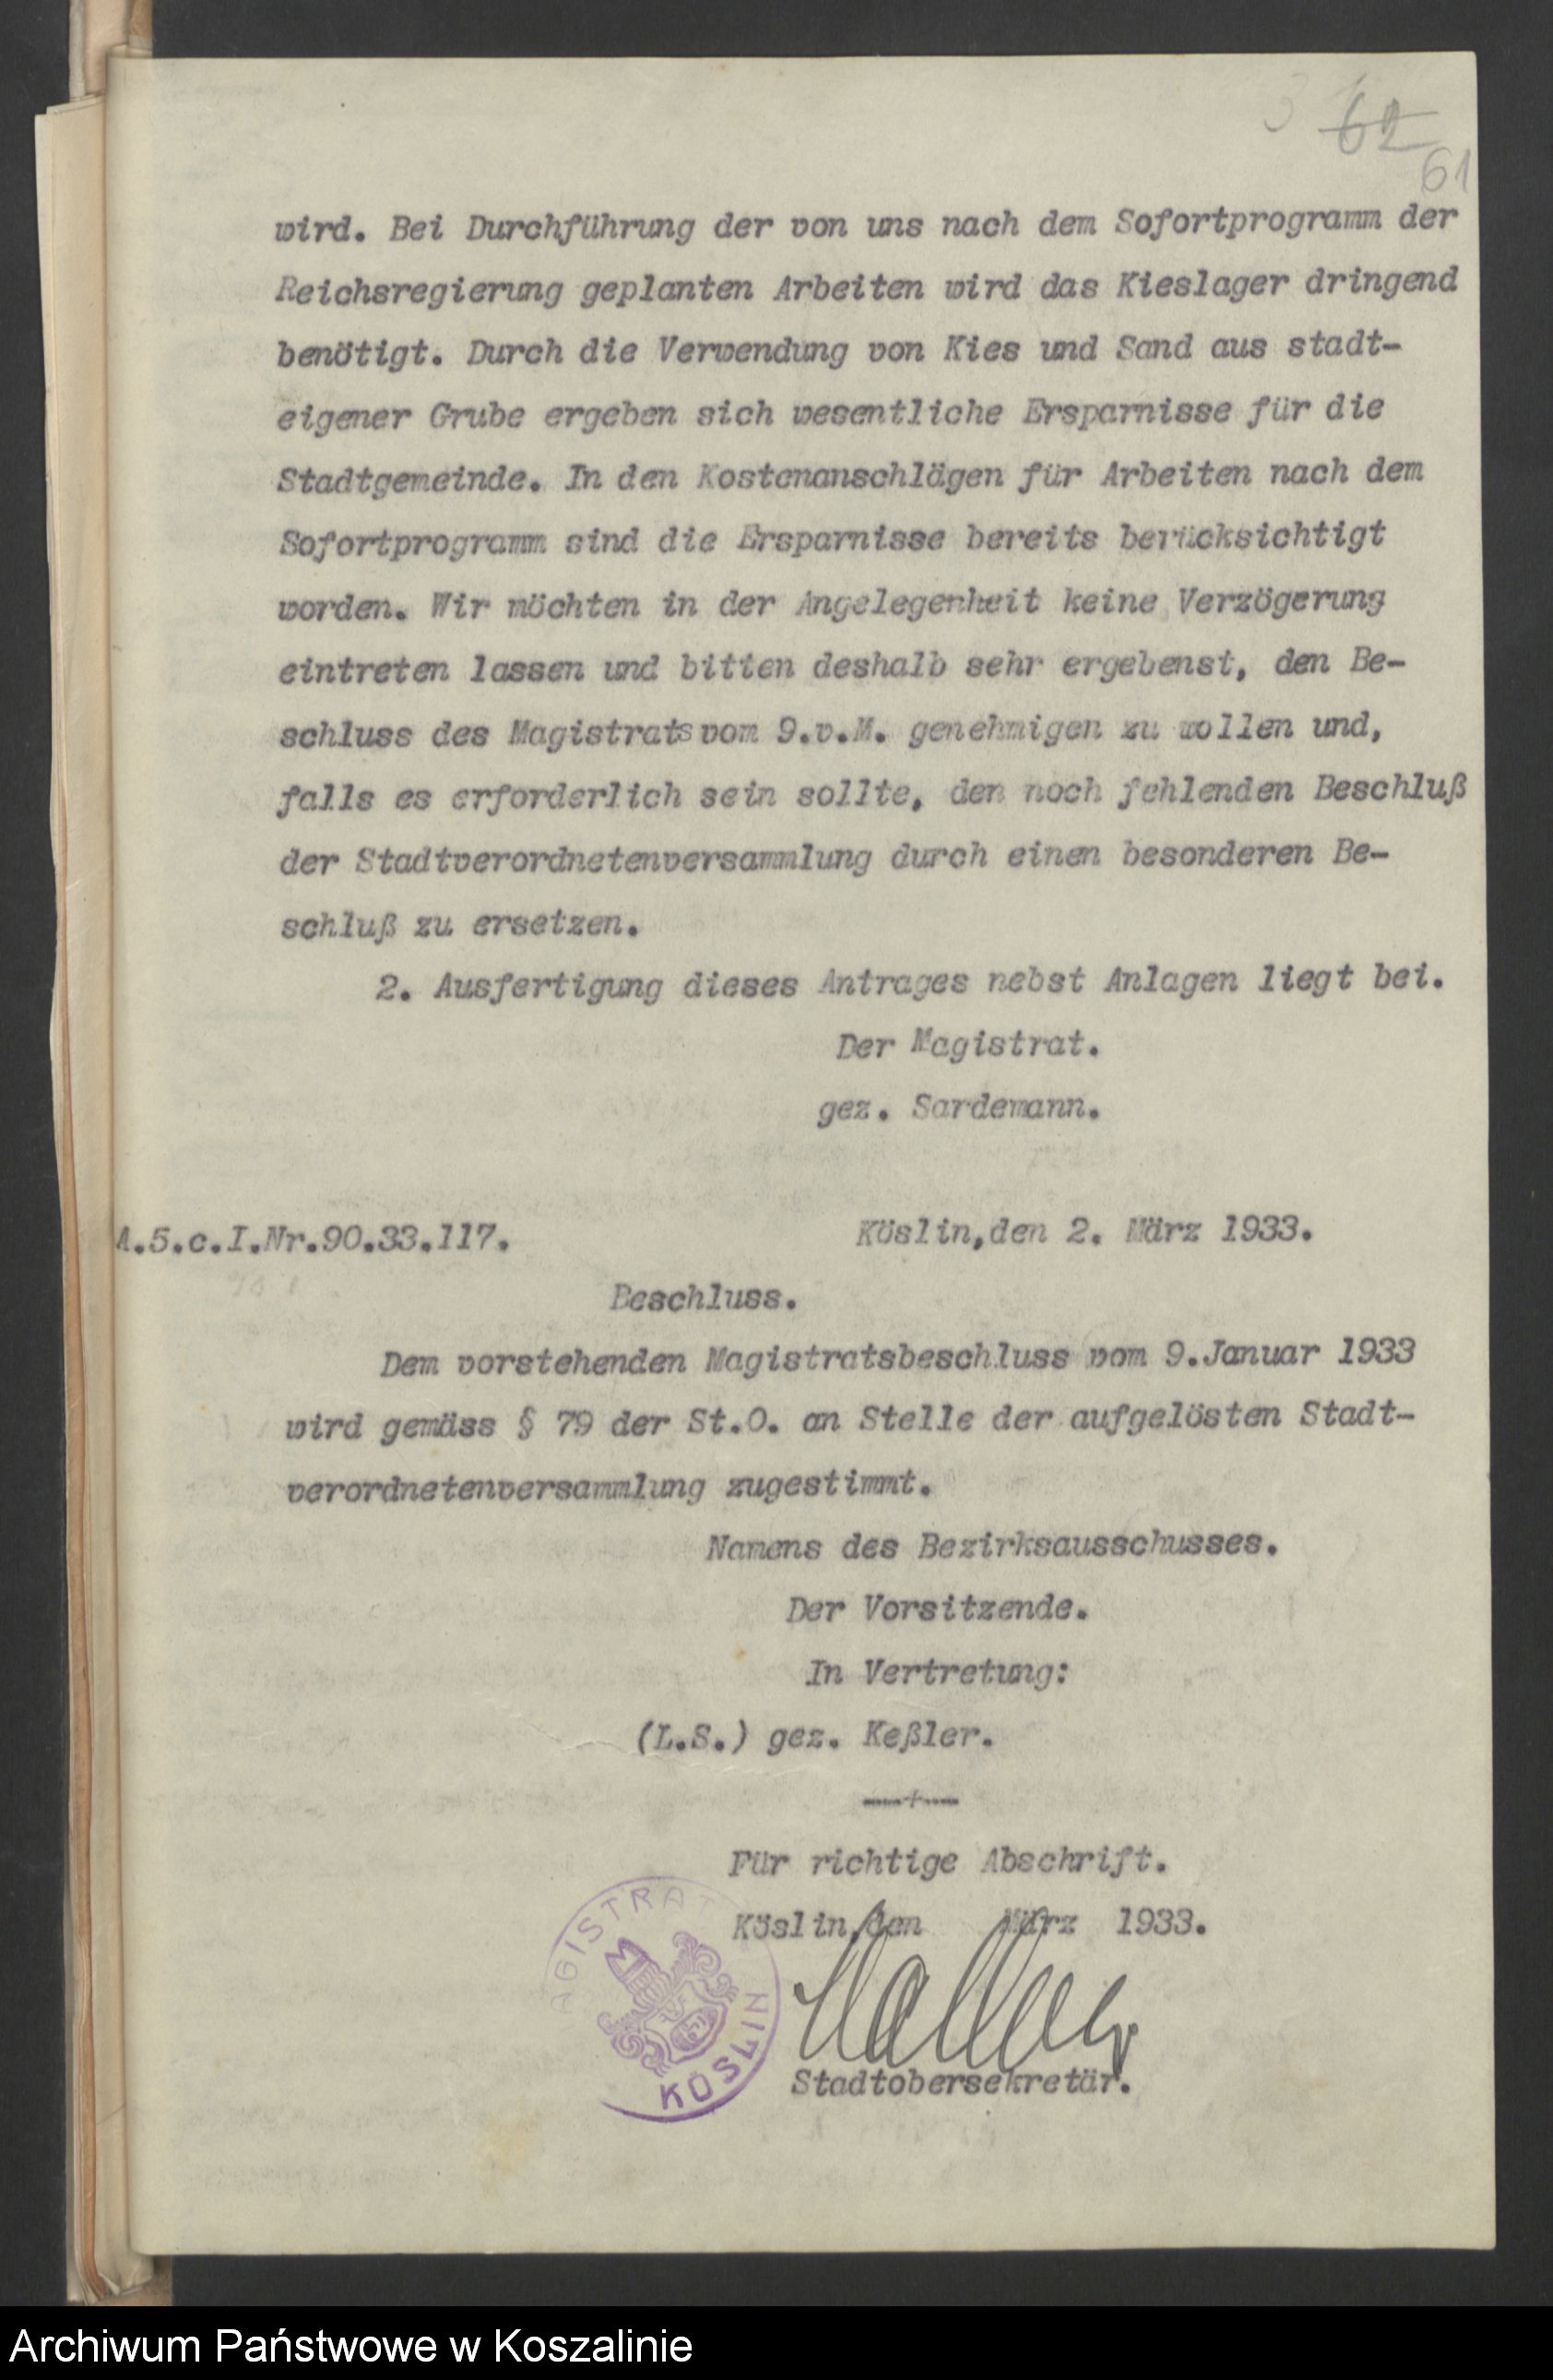 62
61
wird. Bei Durchführung der von uns nach dem Sofortprogramm der
Reichsregierung geplanten Arbeiten wird das Kieslager dringend
benötigt. Durch die Verwendung von Kies und Sand aus stadt-
eigener Grube ergeben sich wesentliche Ersparnisse für die
Stadtgemeinde. In den Kostenanschlägen für Arbeiten nach dem
Sofortprogramm sind die Ersparnisse bereits berücksichtigt
worden. Wir möchten in der Angelegenheit keine Verzögerung
eintreten lassen und bitten deshalb sehr ergebenst, den Be-
schluss des Magistrats vom 9.v.M. genehmigen zu wollen und,
falls es erforderlich sein sollte, den noch fehlenden Beschluß
der Stadtverordnetenversammlung durch einen besonderen Be-
schluß zu ersetzen.
2. Ausfertigung dieses Antrages nebst Anlagen liegt bei.
Der Magistrat.
gez. Sardemann.
A.5.c.I.Nr.90.33.117. Köslin,den 2. März 1933.
Beschluss.
Dem vorstehenden Magistratsbeschluss vom 9.Januar 1933
wird gemäss § 79 der St.O. an Stelle der aufgelösten Stadt-
verordnetenversammlung zugestimmt.
Namens des Bezirksausschusses.
Der Vorsitzende.
In Vertretung:
(L.S.) gez. Keßler.
Für richtige Abschrift.
Köslin,den März 1933.
Stadtobersekretär.
MAGISTRAT KÖSLIN
Archiwum Państwowe w Koszalinie